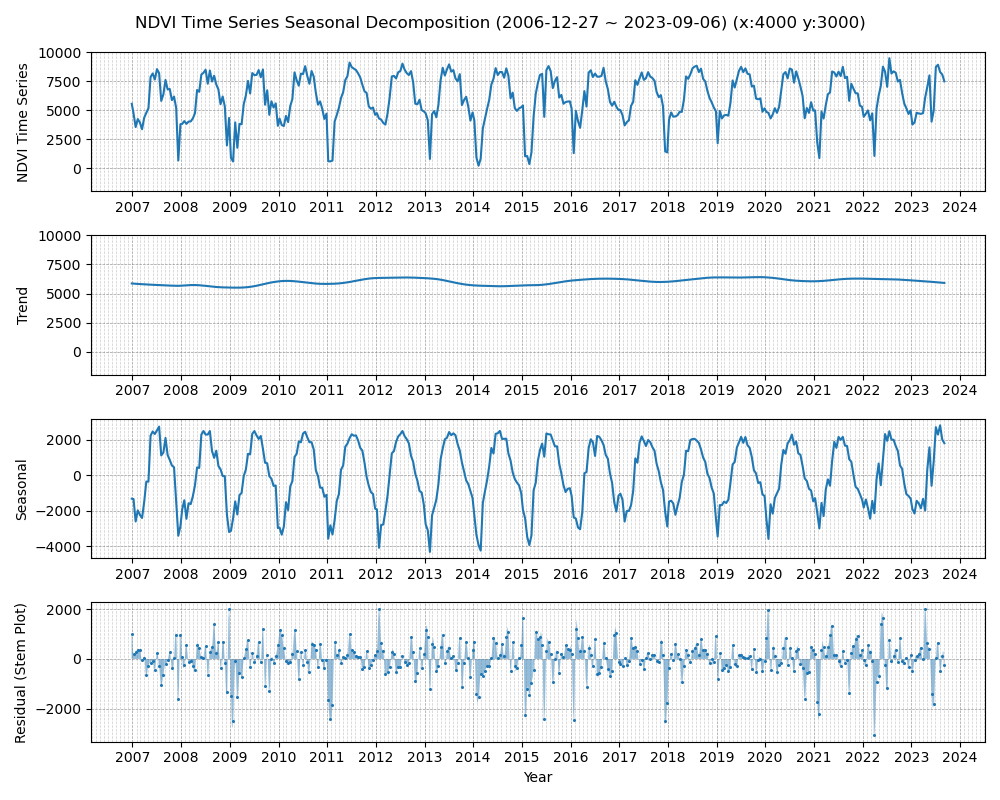 NDVI Time Series Seasonal Decomposition (2006-12-27 ~ 2023-09-06) (x:4000 y:3000)
NDVI Time Series
10000
7500
5000
2500
0
2007 2008 2009 2010 2011 2012 2013 2014 2015 2016 2017 2018 2019 2020 2021 2022 2023 2024
Trend
10000
7500
5000
2500
0
2007 2008 2009 2010 2011 2012 2013 2014 2015 2016 2017 2018 2019 2020 2021 2022 2023 2024
Seasonal
2000
0
−2000
−4000
2007 2008 2009 2010 2011 2012 2013 2014 2015 2016 2017 2018 2019 2020 2021 2022 2023 2024
Residual (Stem Plot)
2000
0
−2000
2007 2008 2009 2010 2011 2012 2013 2014 2015 2016 2017 2018 2019 2020 2021 2022 2023 2024
Year